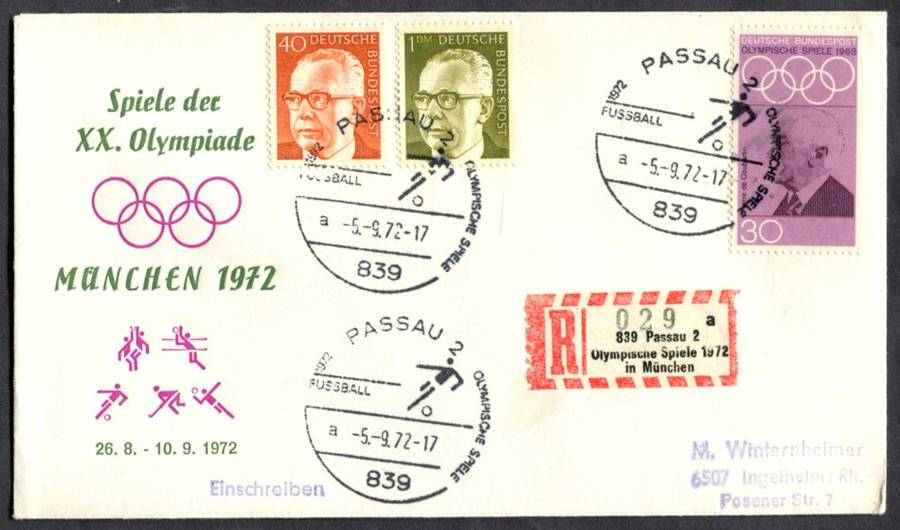 Spiele der
XX. Olympiade
MÜNCHEN 1972
26. 8. - 10. 9. 1972
Einschreiben
40 DEUTSCHE
BUNDESPOST
1 DM DEUTSCHE
BUNDESPOST
PASSAU 2
1972
FUSSBALL
OLYMPISCHE SPIELE
a -5.-9.72-17
839
DEUTSCHE BUNDESPOST
OLYMPISCHE SPIELE 1968
30
PASSAU 2
1972
FUSSBALL
OLYMPISCHE SPIELE
a -5.-9.72-17
839
PASSAU 2
1972
FUSSBALL
OLYMPISCHE SPIELE
a -5.-9.72-17
839
R
029 a
839 Passau 2
Olympische Spiele 1972
in München
M. Winternheimer
6507 Ingelheim/Rh.
Posener Str. 7